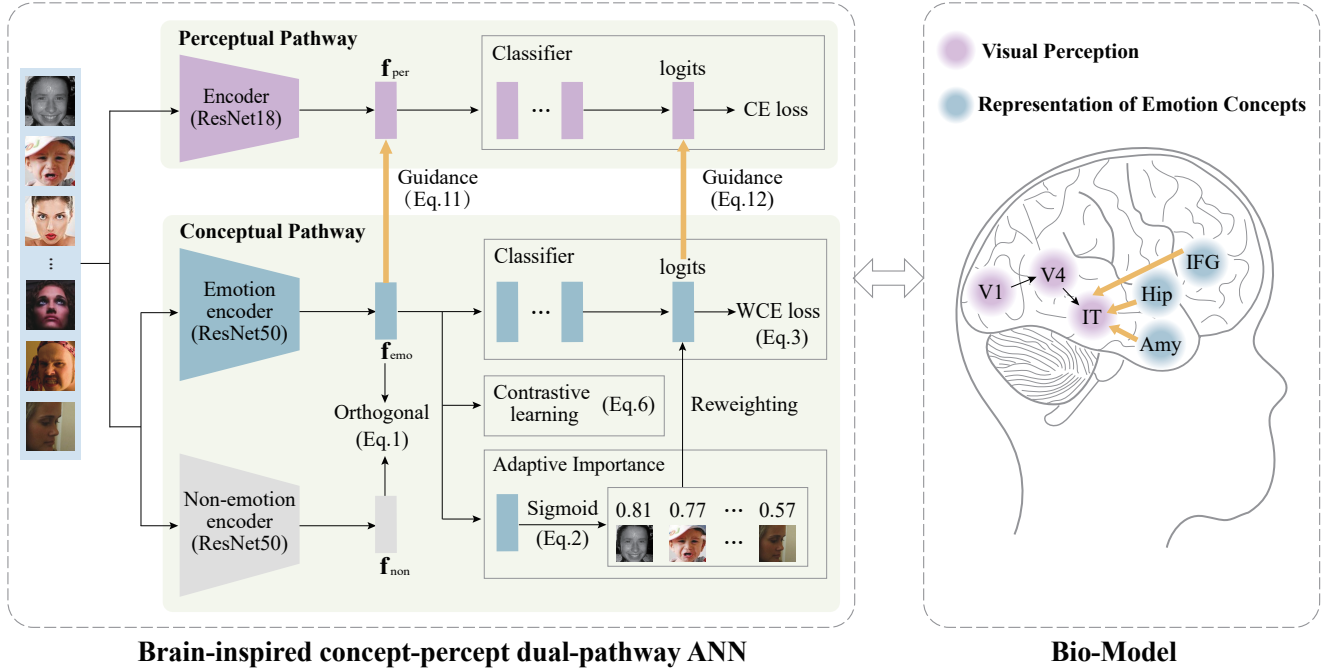 Perceptual Pathway
Encoder
(ResNet18)
f per
Classifier
...
logits
CE loss
Guidance
(Eq.11)
Guidance
(Eq.12)
...
Conceptual Pathway
Emotion
encoder
(ResNet50)
f emo
Classifier
...
logits
WCE loss
(Eq.3)
Orthogonal
(Eq.1)
Contrastive
learning
(Eq.6)
Reweighting
Non-emotion
encoder
(ResNet50)
f non
Adaptive Importance
Sigmoid
(Eq.2)
0.81 0.77 ... 0.57
...
Brain-inspired concept-percept dual-pathway ANN
Visual Perception
Representation of Emotion Concepts
V1
V4
IT
IFG
Hip
Amy
Bio-Model